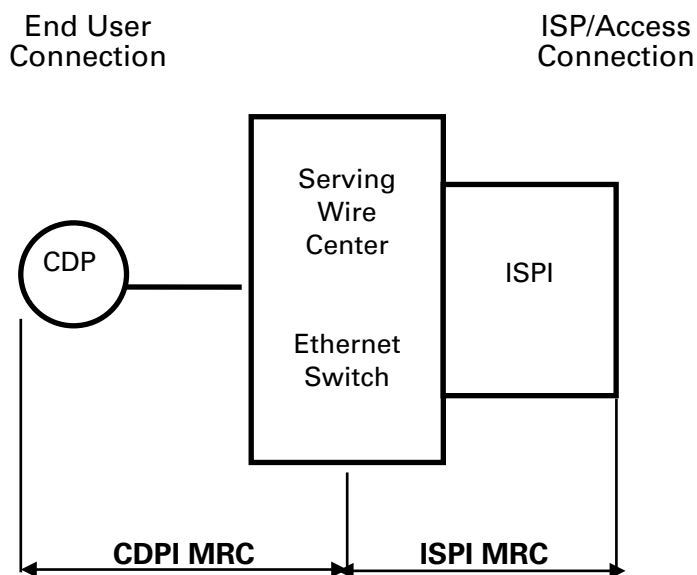 End User
Connection
ISP/Access
Connection
Serving
Wire
Center
CDP
ISPI
Ethernet
Switch
CDPI MRC
ISPI MRC